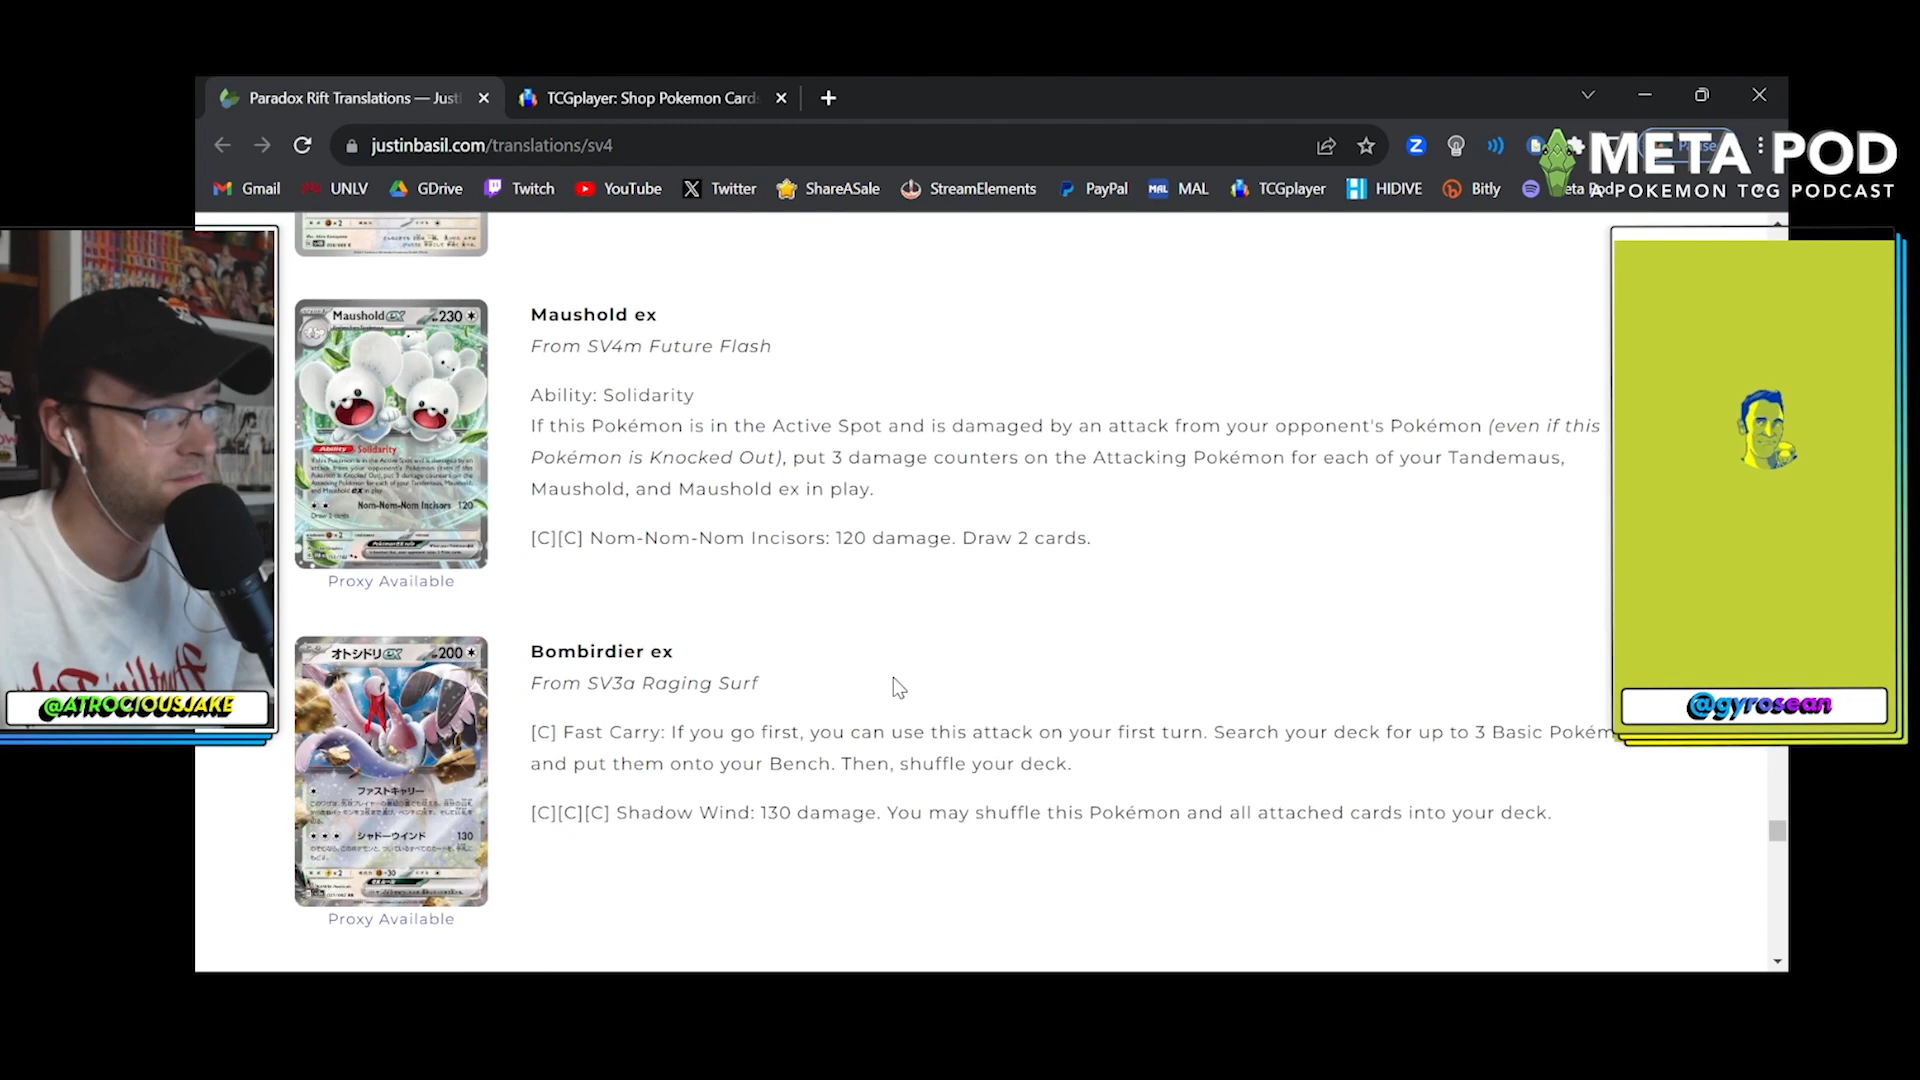 Paradox Rift Translations — Just
TCGplayer: Shop Pokemon Cards
justinbasil.com/translations/sv4
META POD
A POKEMON TCG PODCAST
Gmail
UNLV
GDrive
Twitch
YouTube
Twitter
ShareASale
StreamElements
PayPal
MAL
TCGplayer
HIDIVE
Bitly
Maushold ex
From SV4m Future Flash
Ability: Solidarity
If this Pokémon is in the Active Spot and is damaged by an attack from your opponent's Pokémon (even if this
Pokémon is Knocked Out), put 3 damage counters on the Attacking Pokémon for each of your Tandemaus,
Maushold, and Maushold ex in play.
[C][C] Nom-Nom-Nom Incisors: 120 damage. Draw 2 cards.
Maushold ex 230
Ability Solidarity
Nom-Nom-Nom Incisors 120
Draw 2 cards.
Proxy Available
Bombirdier ex
From SV3a Raging Surf
[C] Fast Carry: If you go first, you can use this attack on your first turn. Search your deck for up to 3 Basic Pokém
and put them onto your Bench. Then, shuffle your deck.
[C][C][C] Shadow Wind: 130 damage. You may shuffle this Pokémon and all attached cards into your deck.
オトシドリex 200
ファストキャリー
シャドーウインド 130
Proxy Available
@ATROCIOUSJAKE
@gyrosean